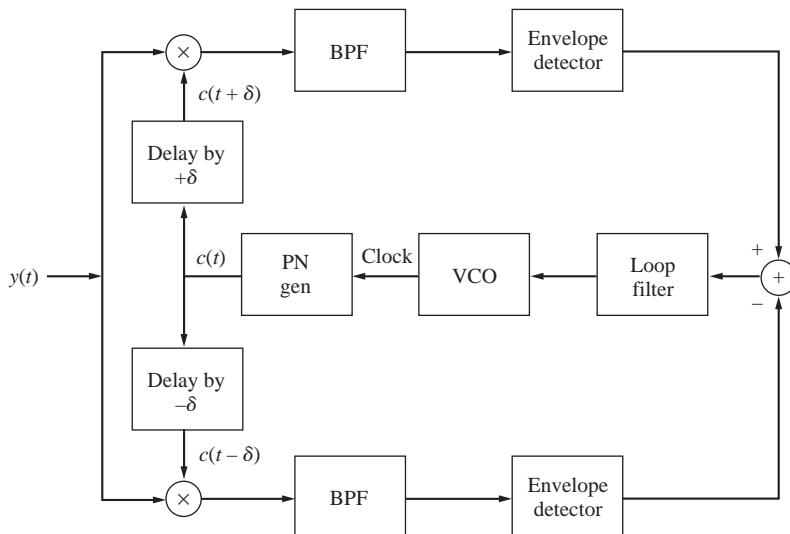 BPF
Envelope
detector
×
c(t + δ)
Delay by
+δ
+
y(t)
c(t)
PN
gen
Clock
VCO
Loop
filter
+
−
Delay by
−δ
c(t – δ)
×
BPF
Envelope
detector